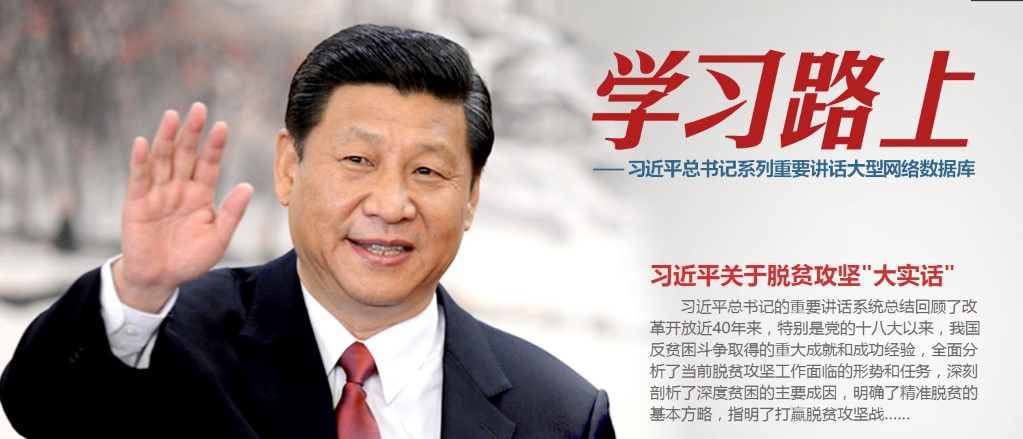 学习路上
—— 习近平总书记系列重要讲话大型网络数据库
习近平关于脱贫攻坚"大实话"
习近平总书记的重要讲话系统总结回顾了改
革开放近40年来，特别是党的十八大以来，我国
反贫困斗争取得的重大成就和成功经验，全面分
析了当前脱贫攻坚工作面临的形势和任务，深刻
剖析了深度贫困的主要成因，明确了精准脱贫的
基本方略，指明了打赢脱贫攻坚战......